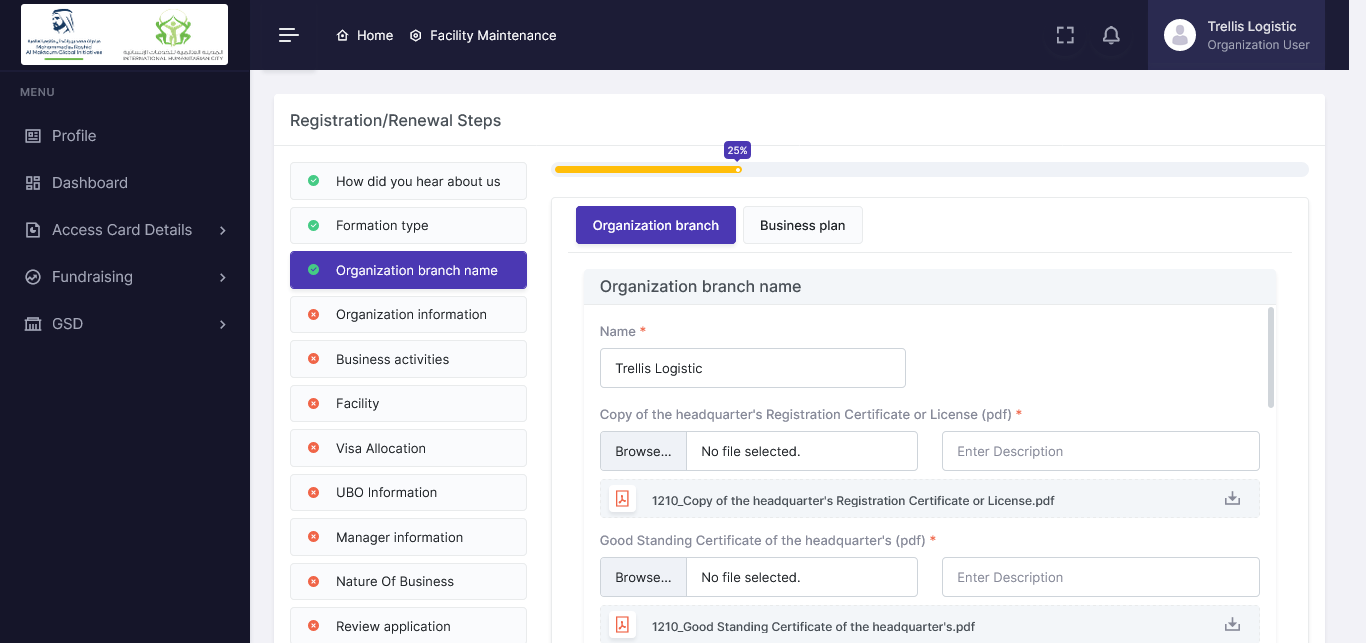 Mohammed bin Rashid
Al Maktoum Global Initiatives
INTERNATIONAL HUMANITARIAN CITY
Home
Facility Maintenance
Trellis Logistic
Organization User
MENU
Profile
Dashboard
Access Card Details
Fundraising
GSD
Registration/Renewal Steps
How did you hear about us
Formation type
Organization branch name
Organization information
Business activities
Facility
Visa Allocation
UBO Information
Manager information
Nature Of Business
Review application
25%
Organization branch
Business plan
Organization branch name
Name *
Trellis Logistic
Copy of the headquarter's Registration Certificate or License (pdf) *
Browse... No file selected.
Enter Description
1210_Copy of the headquarter's Registration Certificate or License.pdf
Good Standing Certificate of the headquarter's (pdf) *
Browse... No file selected.
Enter Description
1210_Good Standing Certificate of the headquarter's.pdf